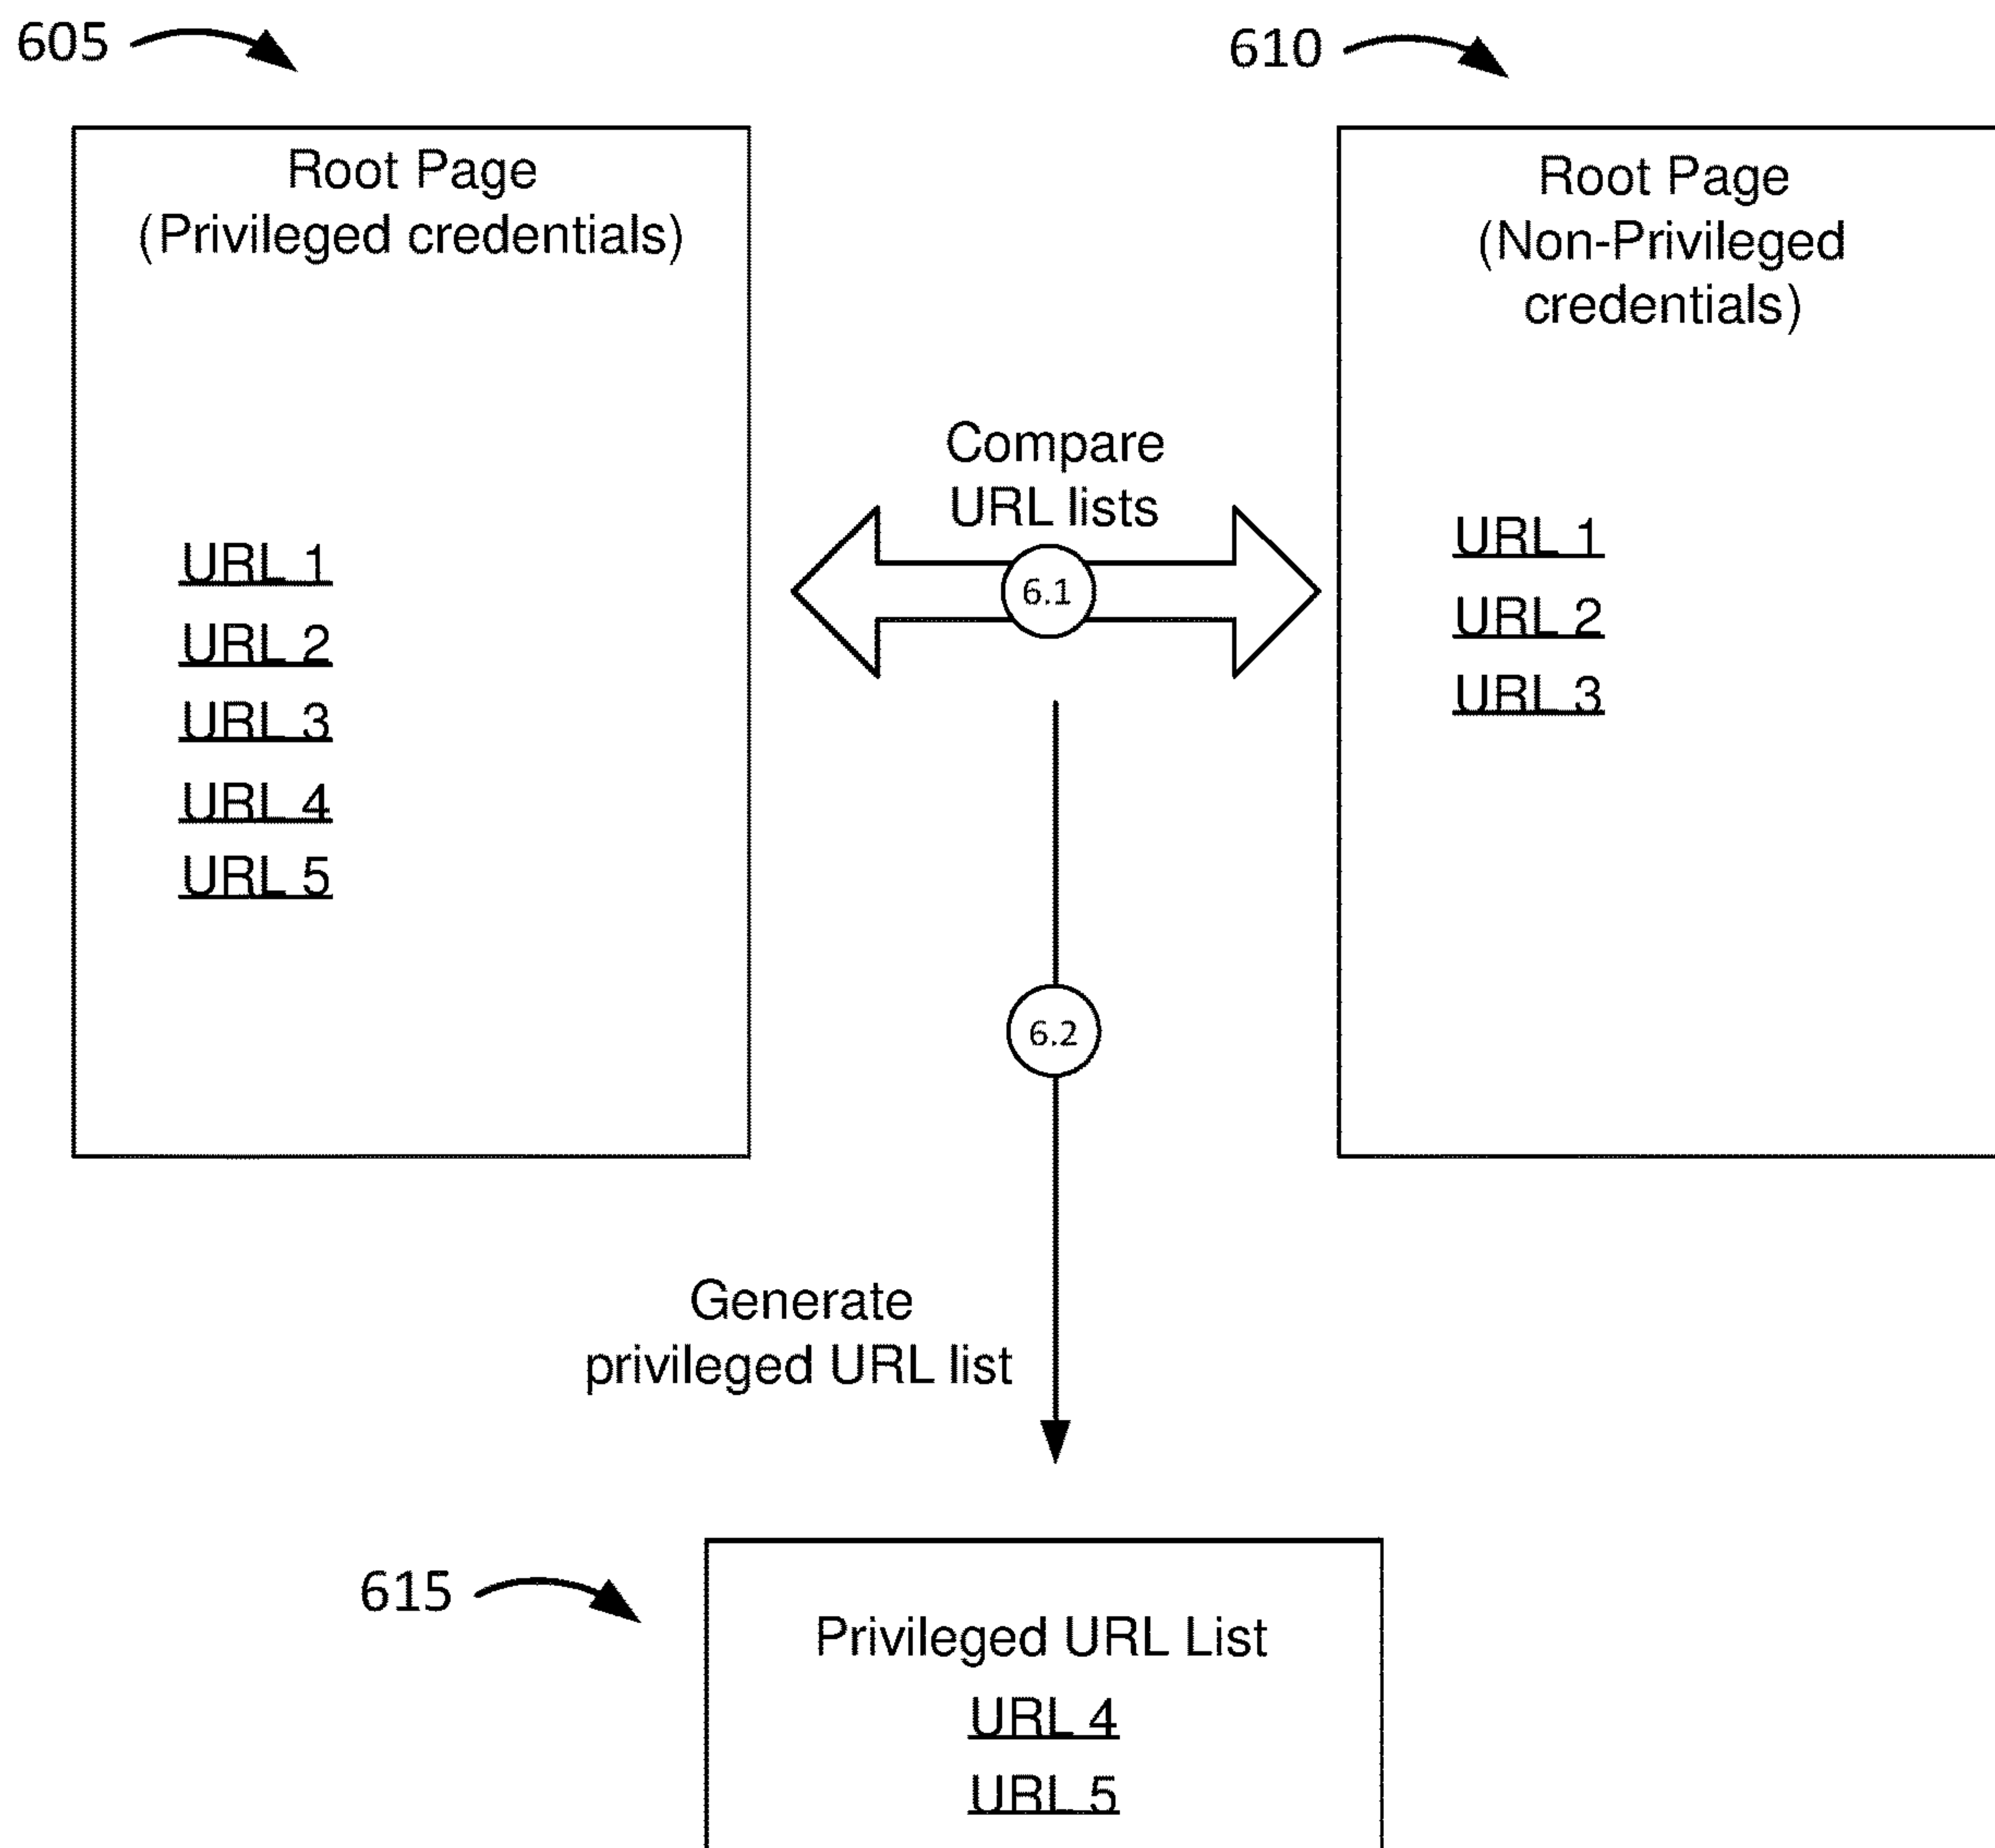 605
610
Root Page
(Privileged credentials)
Root Page
(Non-Privileged
credentials)
Compare
URL lists
6.1
URL 1
URL 2
URL 3
URL 4
URL 5
URL 1
URL 2
URL 3
6.2
Generate
privileged URL list
615
Privileged URL List
URL 4
URL 5